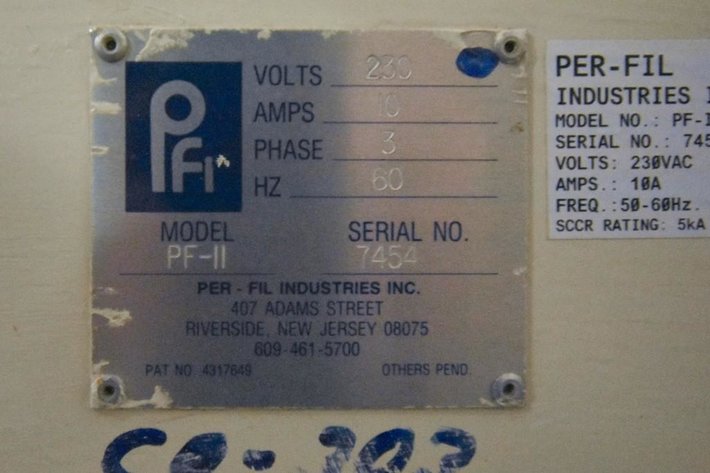 PFI
VOLTS 230
AMPS 10
PHASE 3
HZ 60
MODEL SERIAL NO.
PF-II 7454
PER - FIL INDUSTRIES INC.
407 ADAMS STREET
RIVERSIDE, NEW JERSEY 08075
609-461-5700
PAT NO. 4317649 OTHERS PEND.
PER-FIL
INDUSTRIES I
MODEL NO.: PF-I
SERIAL NO.: 745
VOLTS: 230VAC
AMPS.: 10A
FREQ.:50-60Hz.
SCCR RATING: 5kA